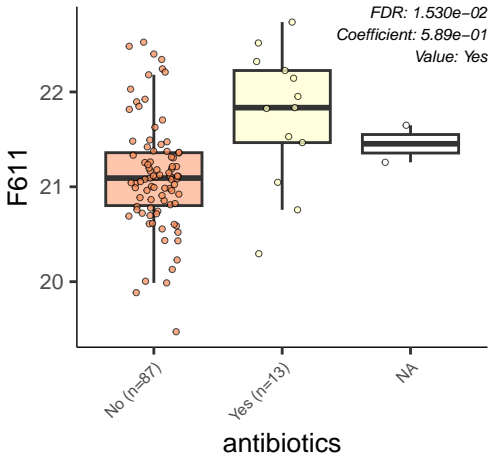 FDR: 1.530e−02
Coefficient: 5.89e−01
Value: Yes
F611
22
21
20
No (n=87)
Yes (n=13)
NA
antibiotics